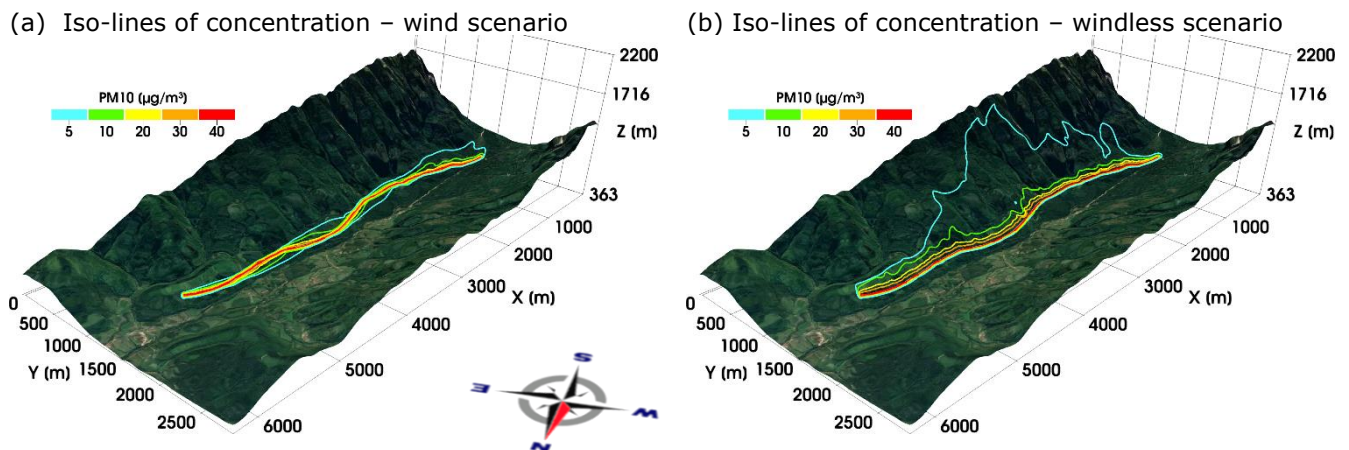 (a) Iso-lines of concentration – wind scenario
PM10 (µg/m³)
5 10 20 30 40
2200
1716
Z (m)
363
1000
2000
3000
X (m)
4000
5000
6000
0
500
1000
1500
Y (m)
2000
2500
S
E
W
N
(b) Iso-lines of concentration – windless scenario
PM10 (µg/m³)
5 10 20 30 40
2200
1716
Z (m)
363
1000
2000
3000
X (m)
4000
5000
6000
0
500
1000
1500
Y (m)
2000
2500